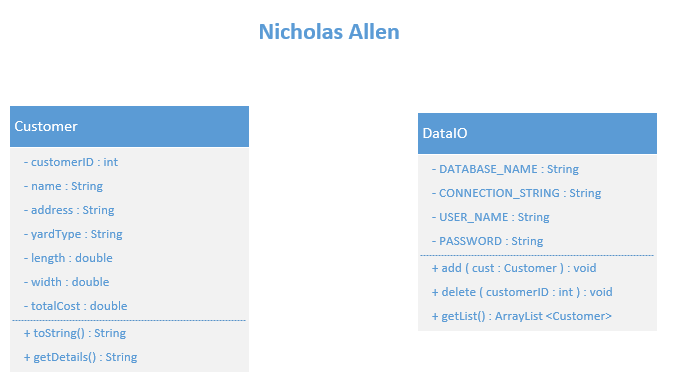 Nicholas Allen
Customer
- customerID : int
- name : String
- address : String
- yardType : String
- length : double
- width : double
- totalCost : double
+ toString() : String
+ getDetails() : String
DataIO
- DATABASE_NAME : String
- CONNECTION_STRING : String
- USER_NAME : String
- PASSWORD : String
+ add ( cust : Customer ) : void
+ delete ( customerID : int ) : void
+ getList() : ArrayList <Customer>